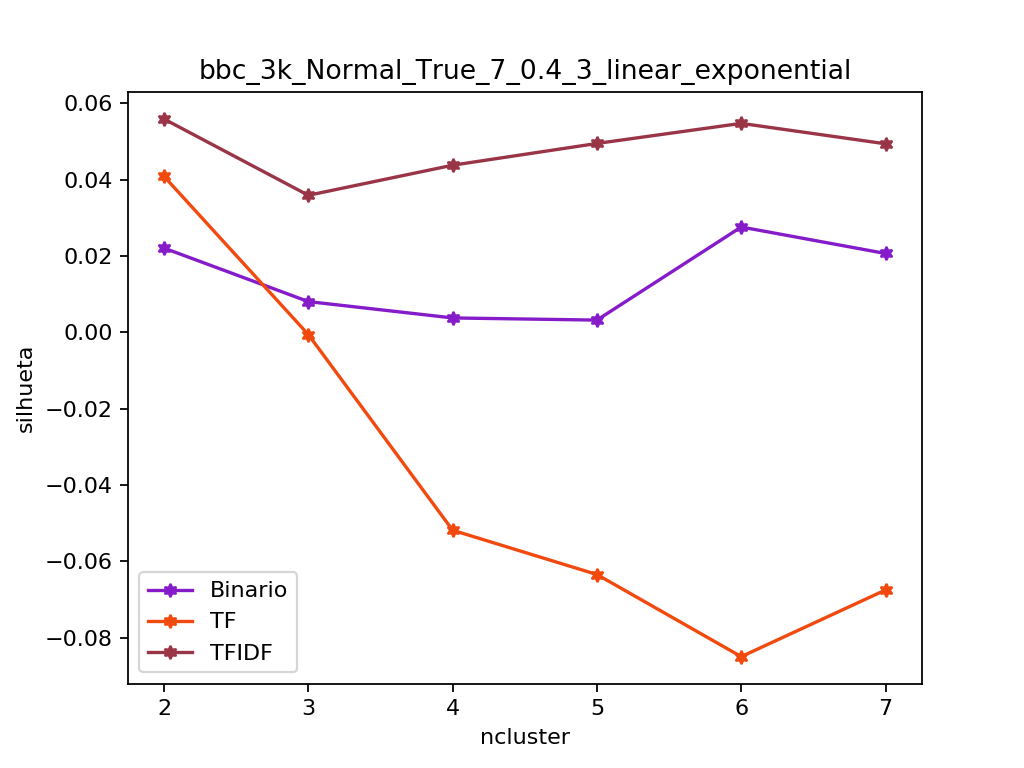 bbc_3k_Normal_True_7_0.4_3_linear_exponential
0.06
0.04
0.02
0.00
−0.02
−0.04
−0.06
−0.08
silhueta
Binario
TF
TFIDF
2 3 4 5 6 7
ncluster